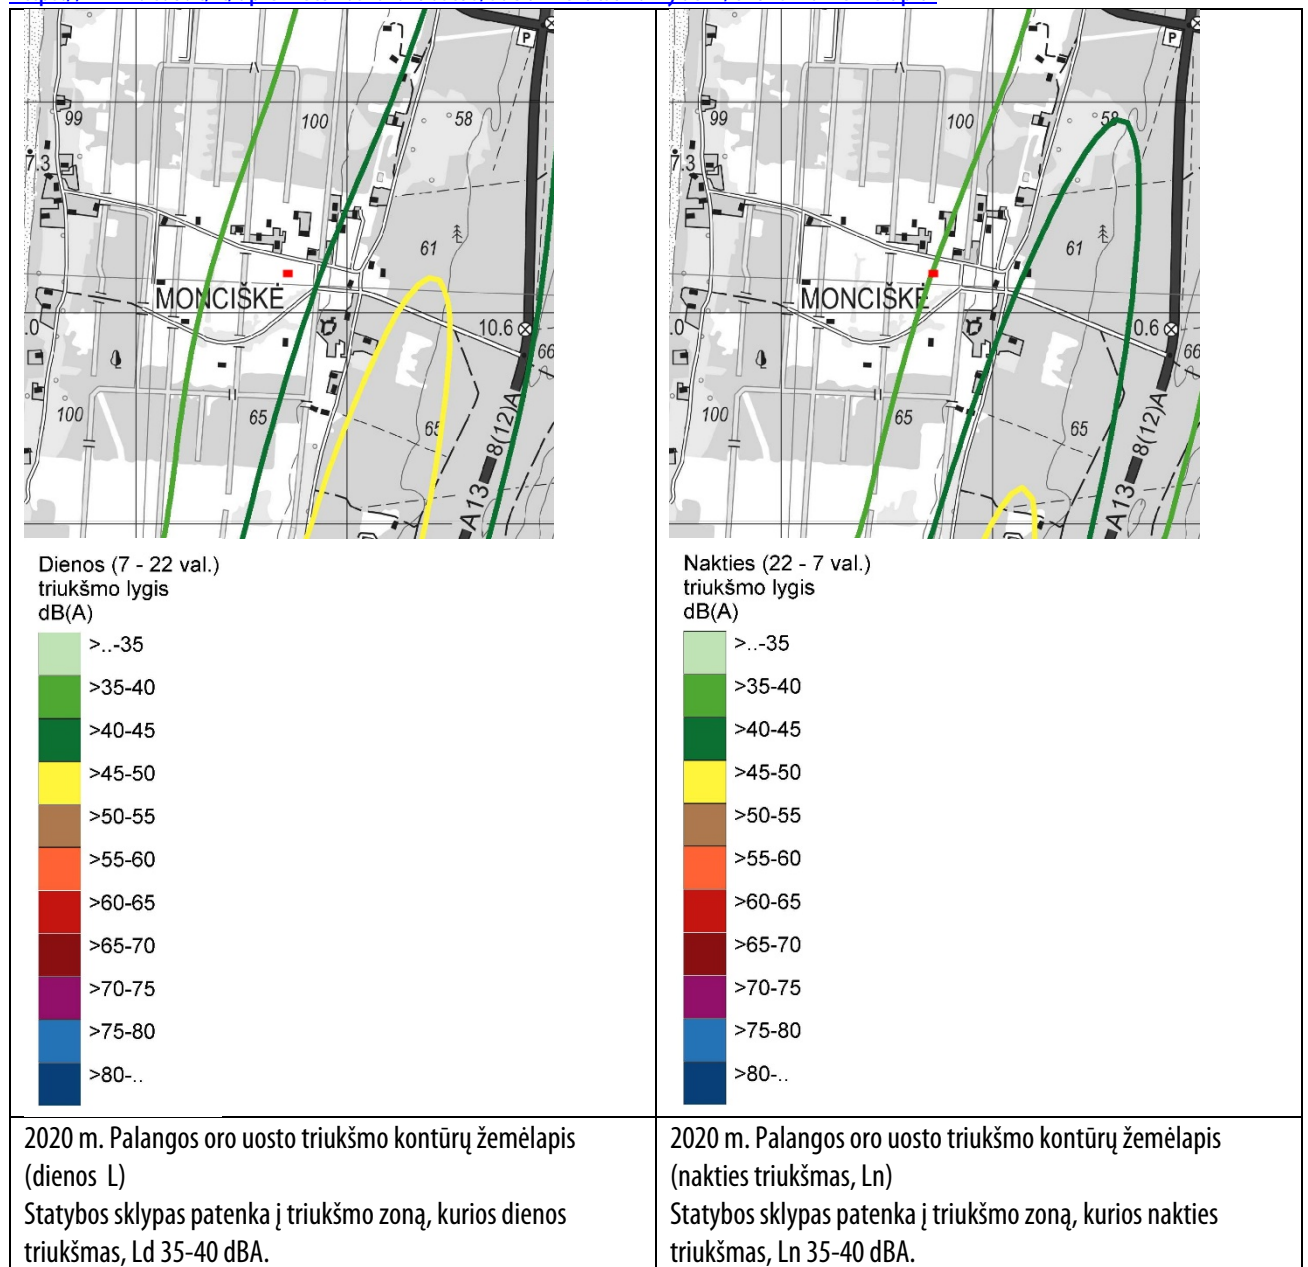 P
99
100
58
7.3
61
MONCIŠKĖ
.0
10.6
66
100
65
65
A13
8(12)A
Dienos (7 - 22 val.)
triukšmo lygis
dB(A)
>..-35
>35-40
>40-45
>45-50
>50-55
>55-60
>60-65
>65-70
>70-75
>75-80
>80-..
2020 m. Palangos oro uosto triukšmo kontūrų žemėlapis
(dienos L)
Statybos sklypas patenka į triukšmo zoną, kurios dienos
triukšmas, Ld 35-40 dBA.
P
99
100
58
7.3
61
MONCIŠKĖ
.0
0.6
66
100
65
65
A13
8(12)A
Nakties (22 - 7 val.)
triukšmo lygis
dB(A)
>..-35
>35-40
>40-45
>45-50
>50-55
>55-60
>60-65
>65-70
>70-75
>75-80
>80-..
2020 m. Palangos oro uosto triukšmo kontūrų žemėlapis
(nakties triukšmas, Ln)
Statybos sklypas patenka į triukšmo zoną, kurios nakties
triukšmas, Ln 35-40 dBA.